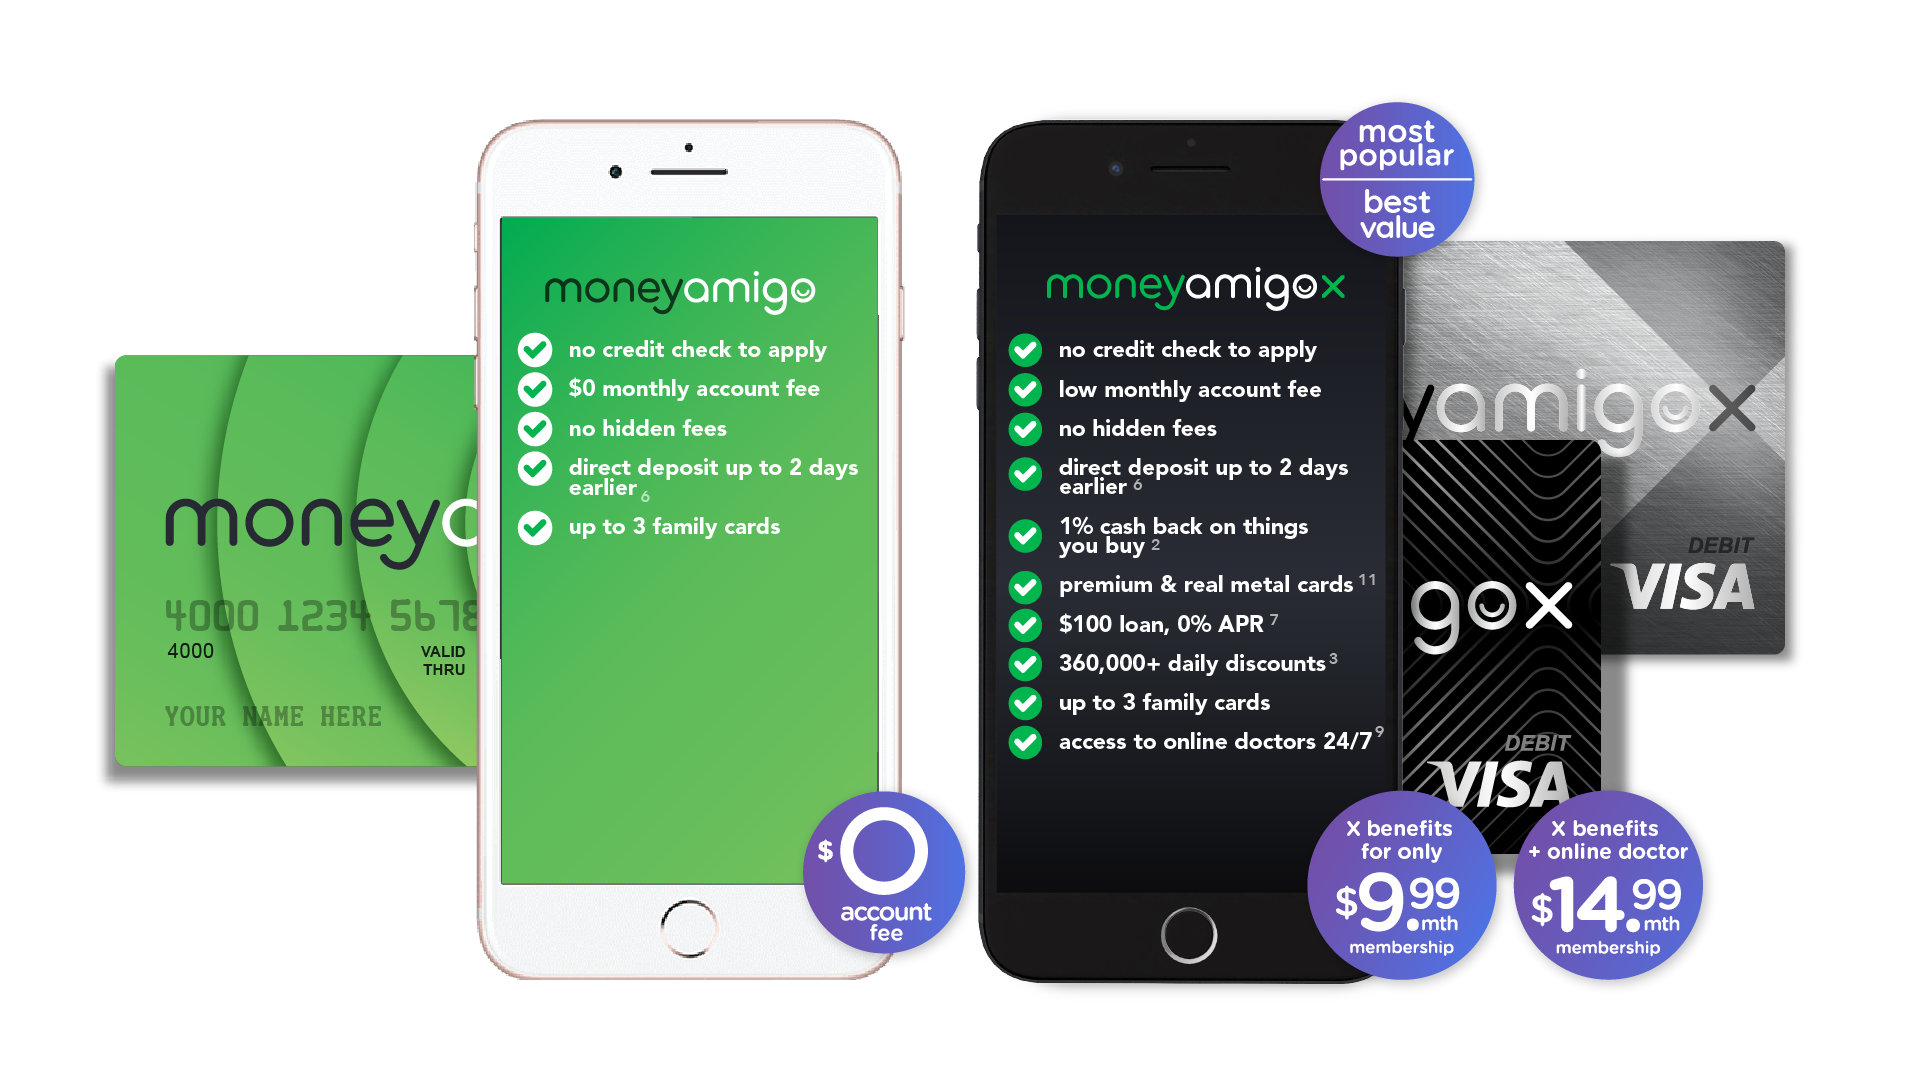 moneya
4000 1234 5678
4000
VALID
THRU
YOUR NAME HERE
moneyamigo
no credit check to apply
$0 monthly account fee
no hidden fees
direct deposit up to 2 days
earlier 6
up to 3 family cards
$0
account
fee
moneyamigox
no credit check to apply
low monthly account fee
no hidden fees
direct deposit up to 2 days
earlier 6
1% cash back on things
you buy 2
premium & real metal cards 11
$100 loan, 0% APR 7
360,000+ daily discounts 3
up to 3 family cards
access to online doctors 24/7 9
most
popular
best
value
yamigox
DEBIT
VISA
gox
DEBIT
VISA
X benefits
for only
$9.99
mth
membership
X benefits
+ online doctor
$14.99
mth
membership